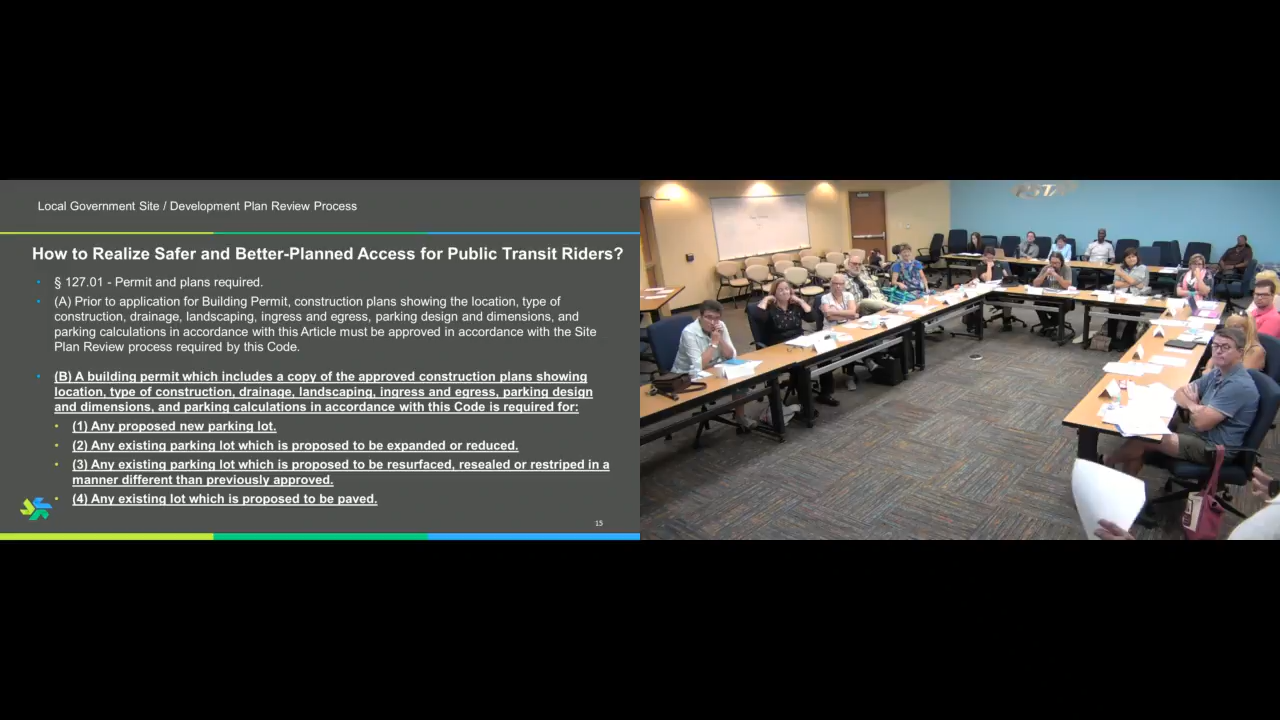 Local Government Site / Development Plan Review Process
How to Realize Safer and Better-Planned Access for Public Transit Riders?
• § 127.01 - Permit and plans required.
• (A) Prior to application for Building Permit, construction plans showing the location, type of
construction, drainage, landscaping, ingress and egress, parking design and dimensions, and
parking calculations in accordance with this Article must be approved in accordance with the Site
Plan Review process required by this Code.
• (B) A building permit which includes a copy of the approved construction plans showing
location, type of construction, drainage, landscaping, ingress and egress, parking design
and dimensions, and parking calculations in accordance with this Code is required for:
• (1) Any proposed new parking lot.
• (2) Any existing parking lot which is proposed to be expanded or reduced.
• (3) Any existing parking lot which is proposed to be resurfaced, resealed or restriped in a
manner different than previously approved.
• (4) Any existing lot which is proposed to be paved.
15